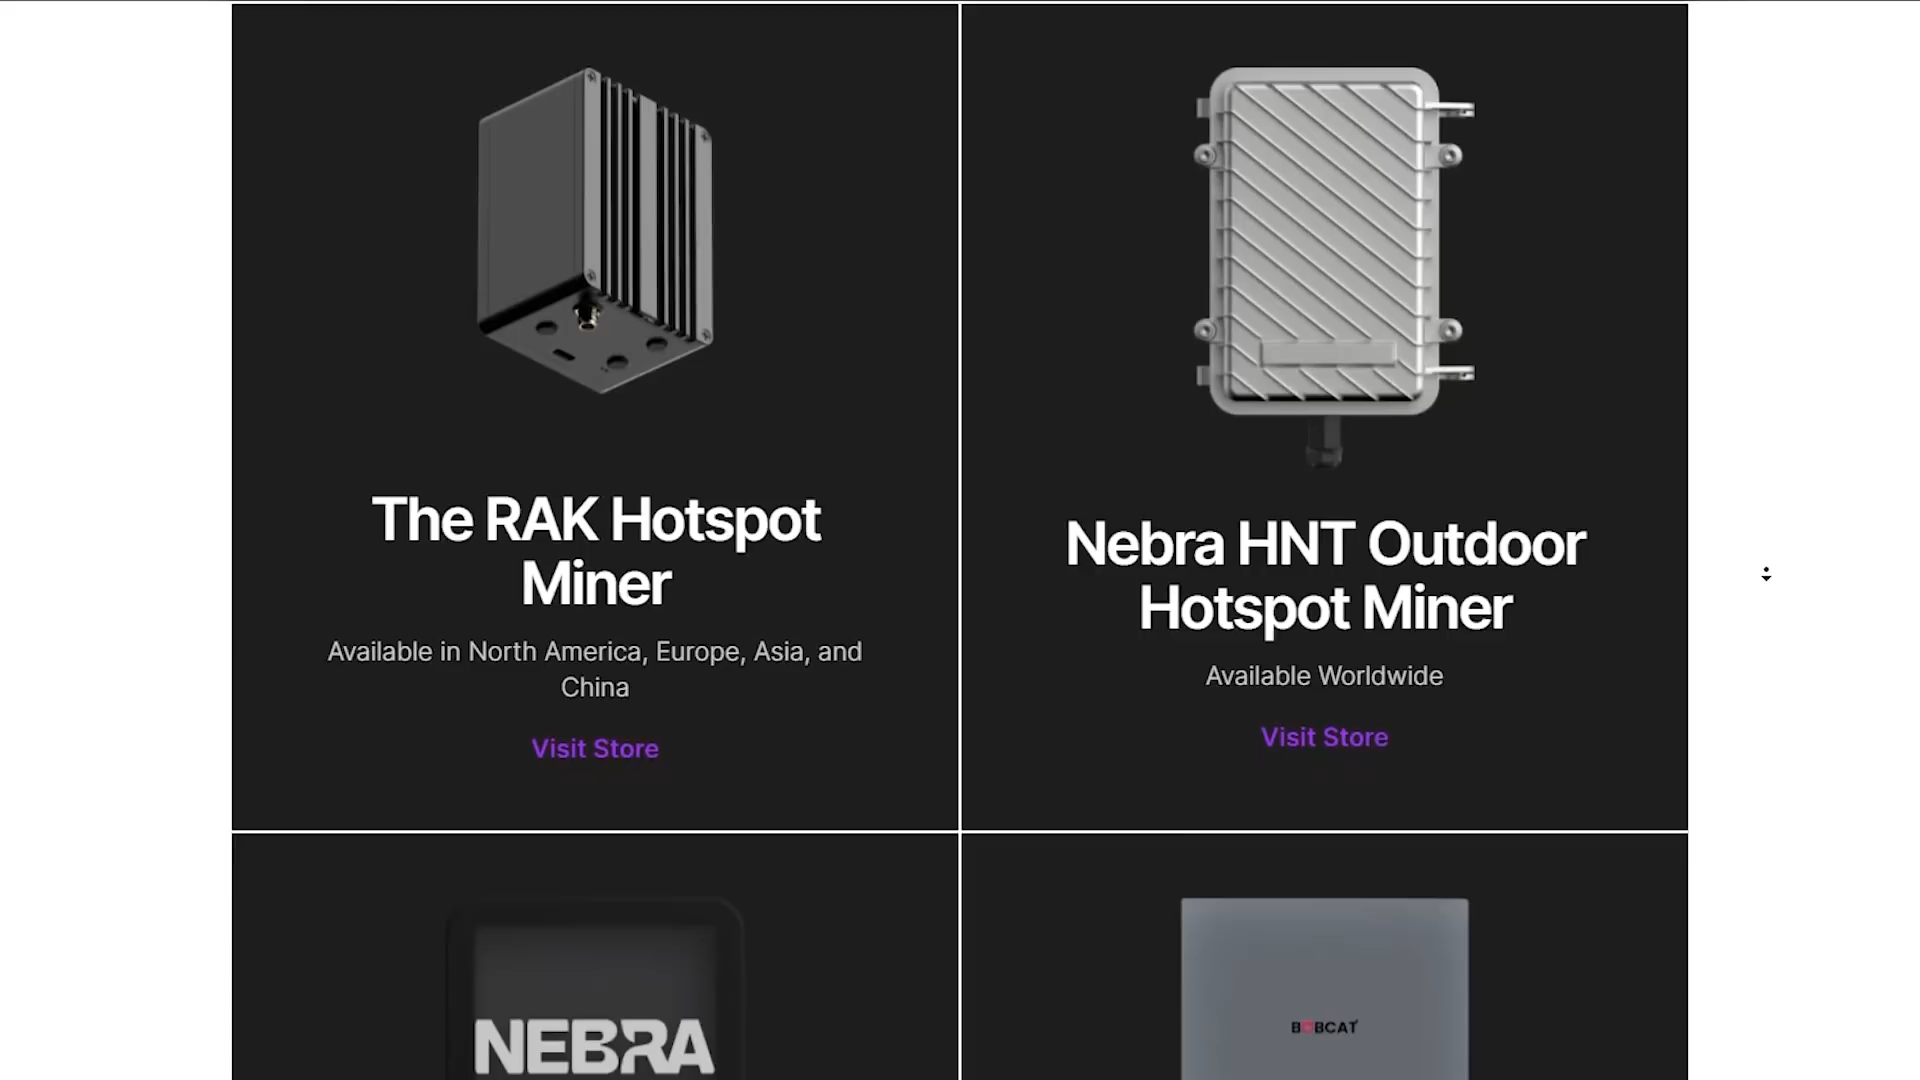 The RAK Hotspot
Miner
Available in North America, Europe, Asia, and
China
Visit Store
Nebra HNT Outdoor
Hotspot Miner
Available Worldwide
Visit Store
NEBRA
BOBCAT